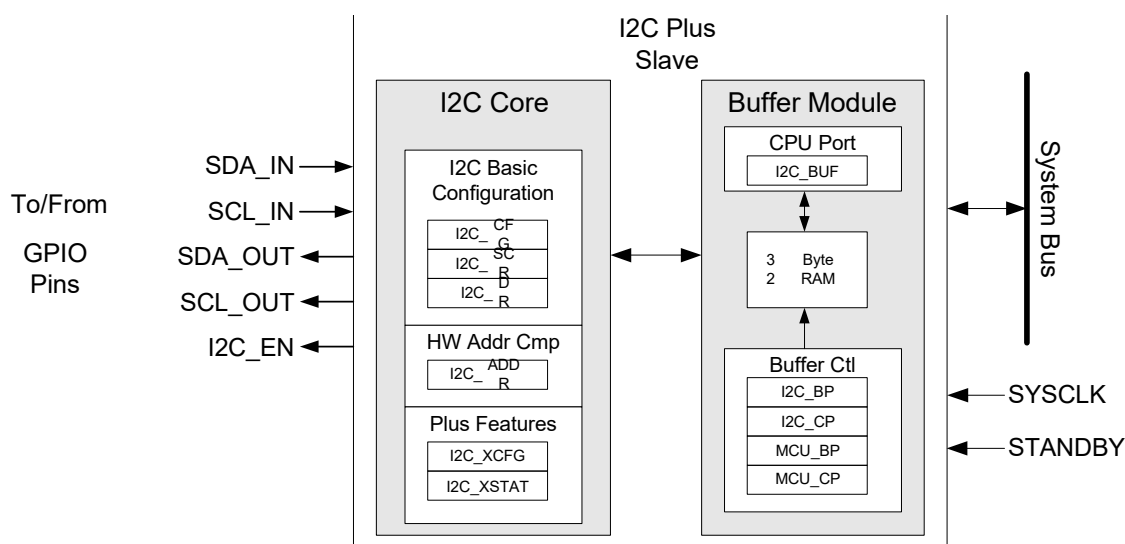 I2C Plus
Slave
I2C Core
Buffer Module
CPU Port
I2C_BUF
I2C Basic
Configuration
I2C_ CF
G
I2C_ SC
R
I2C_ D
R
3 Byte
2 RAM
HW Addr Cmp
I2C_ ADD
R
Buffer Ctl
I2C_BP
I2C_CP
MCU_BP
MCU_CP
Plus Features
I2C_XCFG
I2C_XSTAT
To/From
GPIO
Pins
SDA_IN
SCL_IN
SDA_OUT
SCL_OUT
I2C_EN
System Bus
SYSCLK
STANDBY